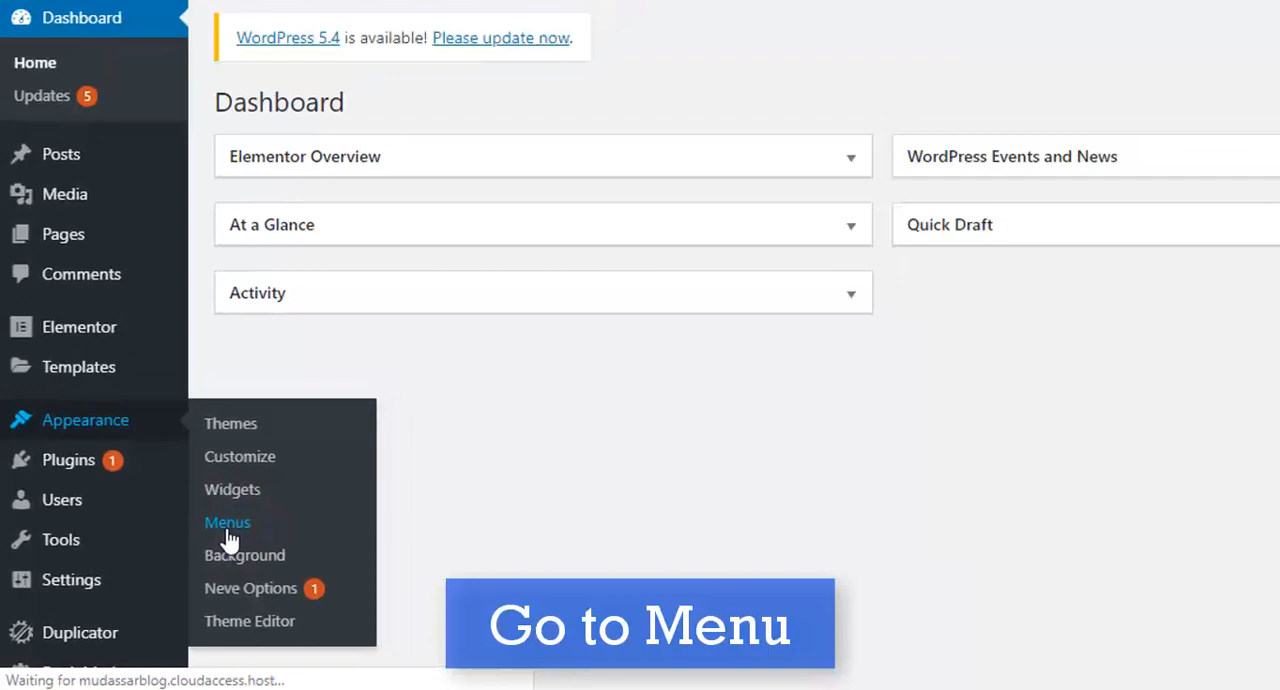 Dashboard
Home
Updates 5
Posts
Media
Pages
Comments
Elementor
Templates
Appearance
Plugins 1
Users
Tools
Settings
Duplicator
WordPress 5.4 is available! Please update now.
Dashboard
Elementor Overview
At a Glance
Activity
WordPress Events and News
Quick Draft
Themes
Customize
Widgets
Menus
Background
Neve Options 1
Theme Editor
Go to Menu
Waiting for mudassarblog.cloudaccess.host...